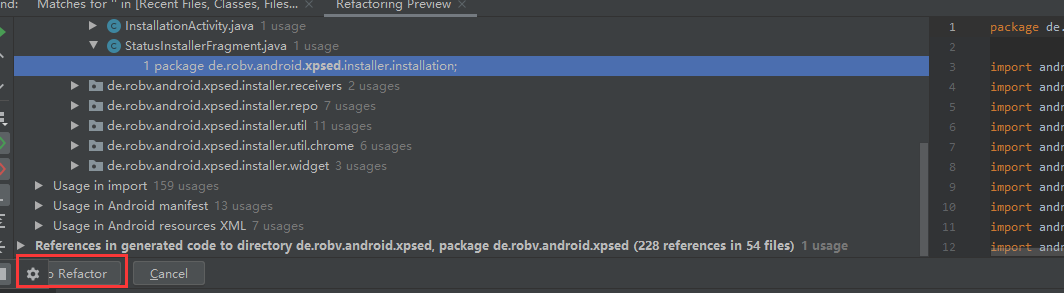 nd: Matches for '' in [Recent Files, Classes, Files... × Refactoring Preview ×
InstallationActivity.java 1 usage
StatusInstallerFragment.java 1 usage
1 package de.robv.android.xpsed.installer.installation;
de.robv.android.xpsed.installer.receivers 2 usages
de.robv.android.xpsed.installer.repo 7 usages
de.robv.android.xpsed.installer.util 11 usages
de.robv.android.xpsed.installer.util.chrome 6 usages
de.robv.android.xpsed.installer.widget 3 usages
Usage in import 159 usages
Usage in Android manifest 13 usages
Usage in Android resources XML 7 usages
References in generated code to directory de.robv.android.xpsed, package de.robv.android.xpsed (228 references in 54 files) 1 usage
o Refactor Cancel
1 package de.
2
3 import andr
4 import andr
5 import andr
6 import andr
7 import andr
8 import andr
9 import andr
10 import andr
11 import andr
12 import andr